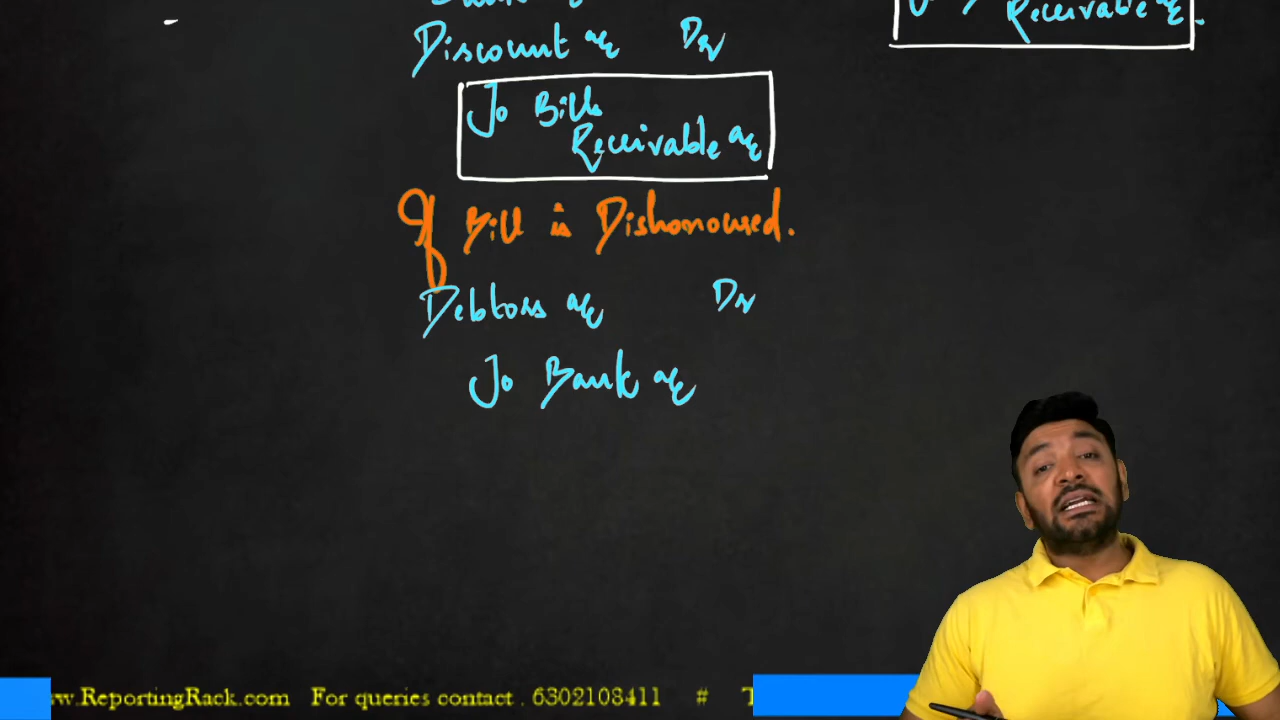 Discount a/c Dr
To Bills
Receivable a/c
If Bill is Dishonoured.
Debtors a/c Dr
To Bank a/c
Receivable a/c.
ww.ReportingRack.com For queries contact . 6302108411 # T